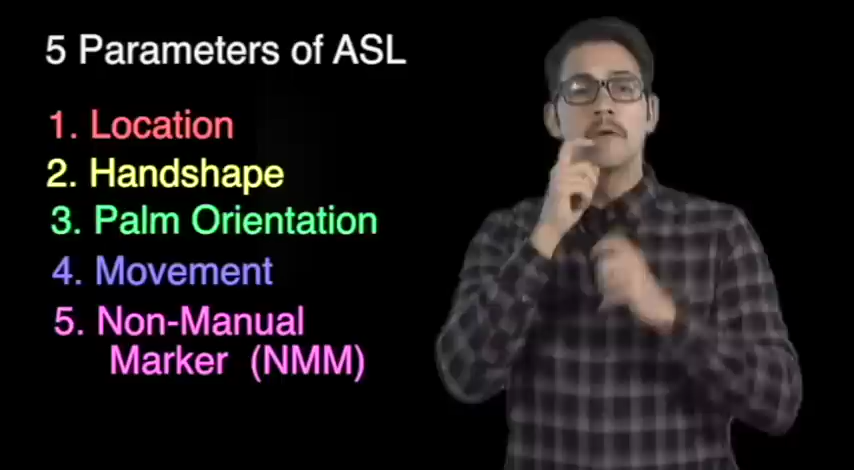 5 Parameters of ASL
1. Location
2. Handshape
3. Palm Orientation
4. Movement
5. Non-Manual
Marker (NMM)